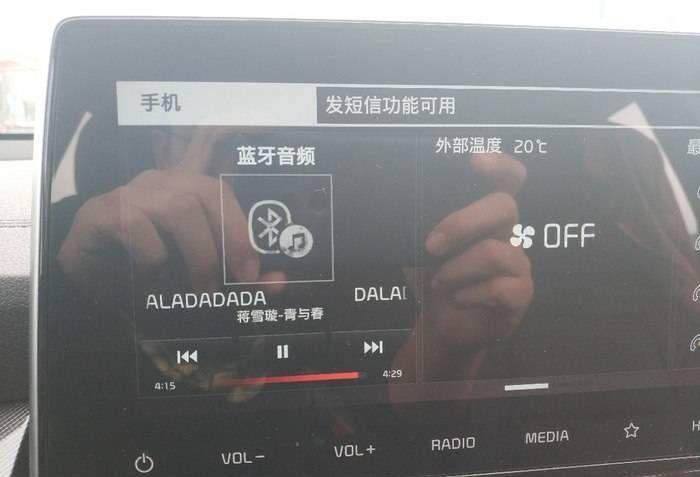 手机
发短信功能可用
蓝牙音频
外部温度 20℃
OFF
ALADADADA
蒋雪璇-青与春
4:15
4:29
VOL-
VOL+
RADIO
MEDIA